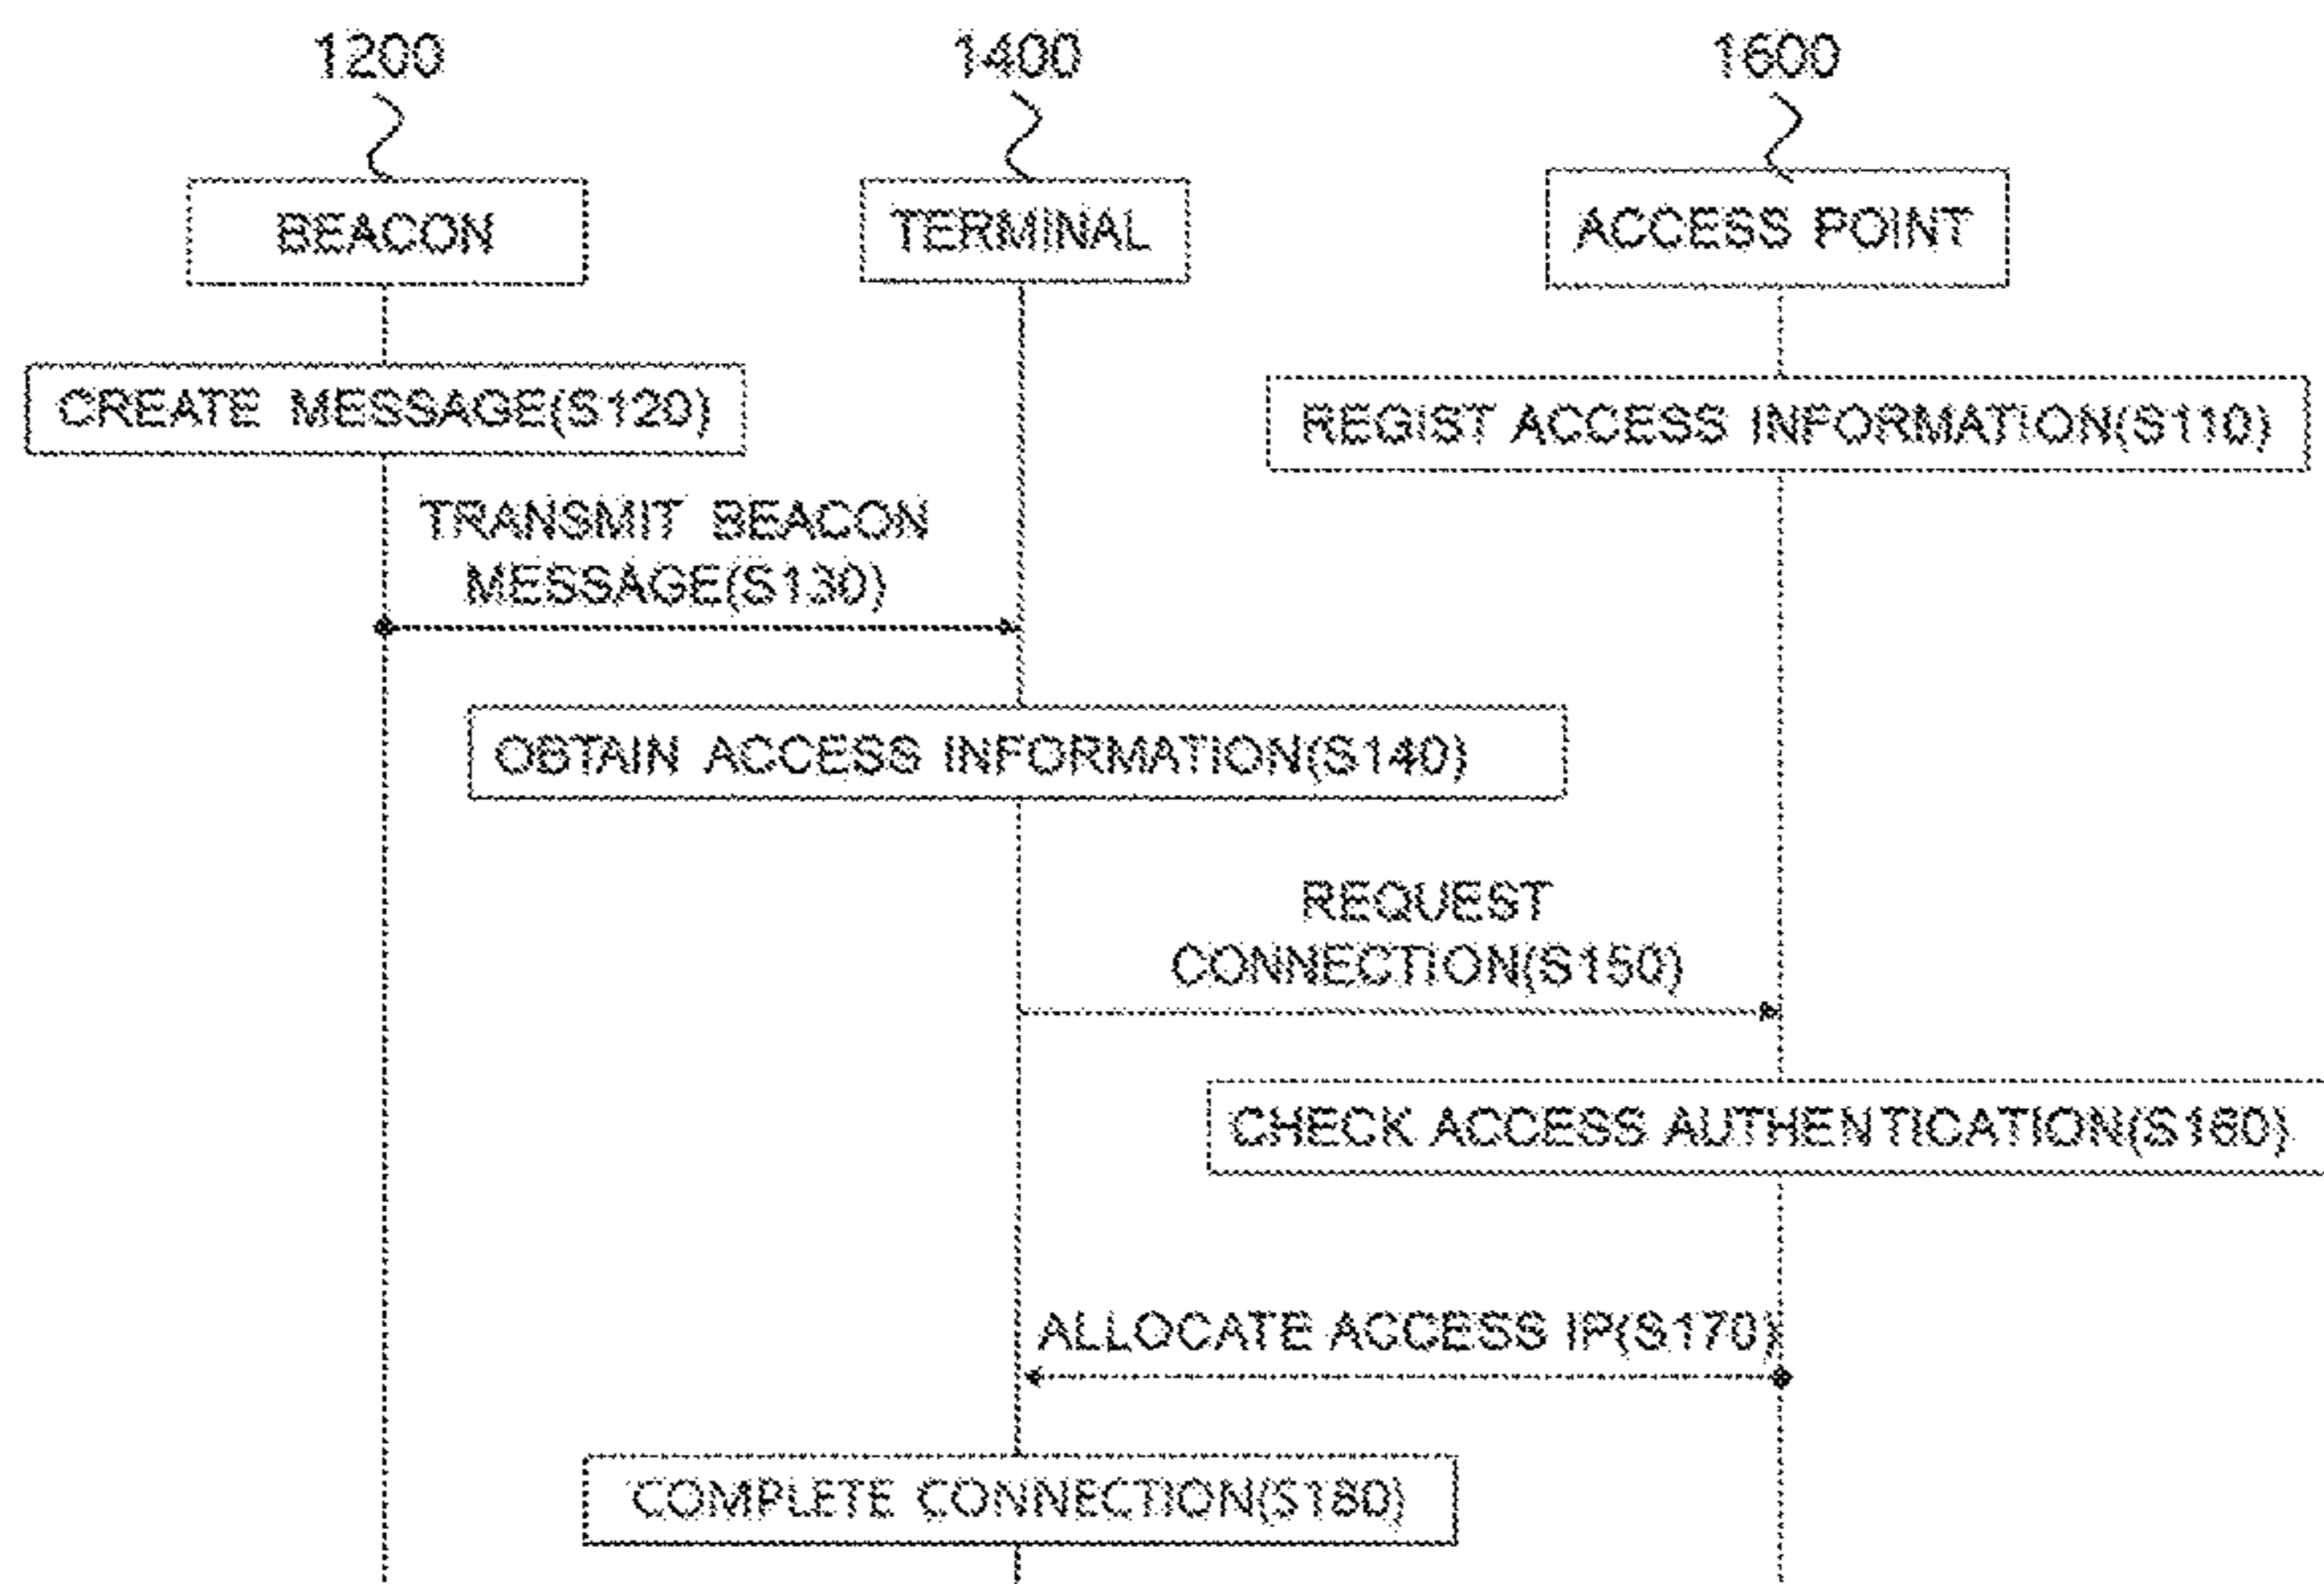 1200 1400 1600
BEACON TERMINAL ACCESS POINT
CREATE MESSAGE(S120)
REGIST ACCESS INFORMATION(S110)
TRANSMIT BEACON
MESSAGE(S130)
OBTAIN ACCESS INFORMATION(S140)
REQUEST
CONNECTION(S150)
CHECK ACCESS AUTHENTICATION(S160)
ALLOCATE ACCESS IP(S170)
COMPLETE CONNECTION(S180)